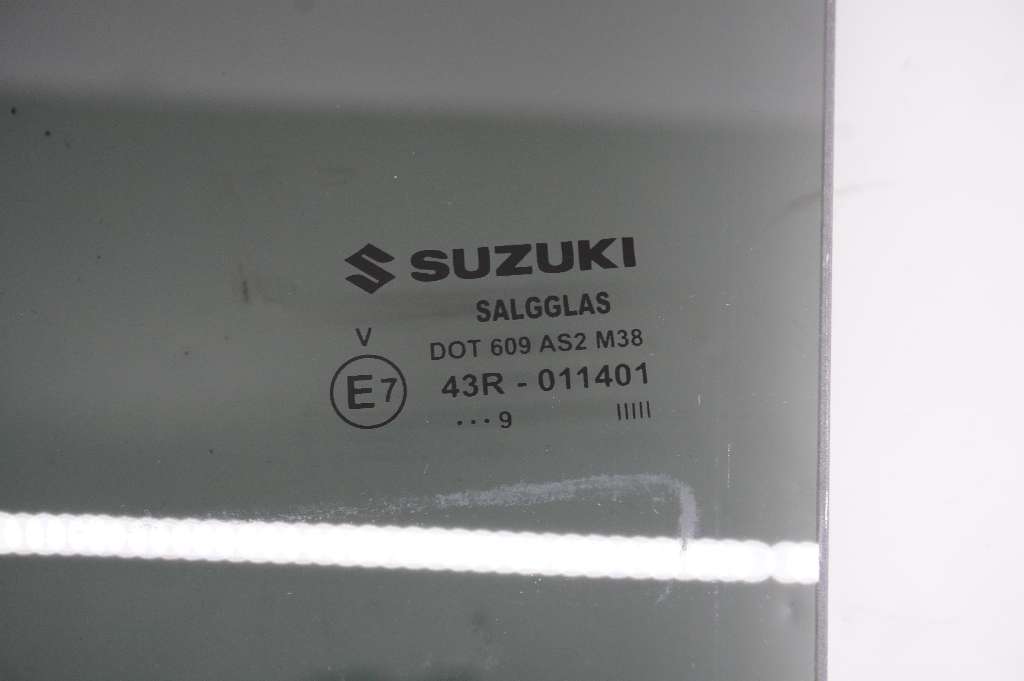 SUZUKI
SALGGLAS
V
DOT 609 AS2 M38
E7
43R - 011401
...9 IIIII